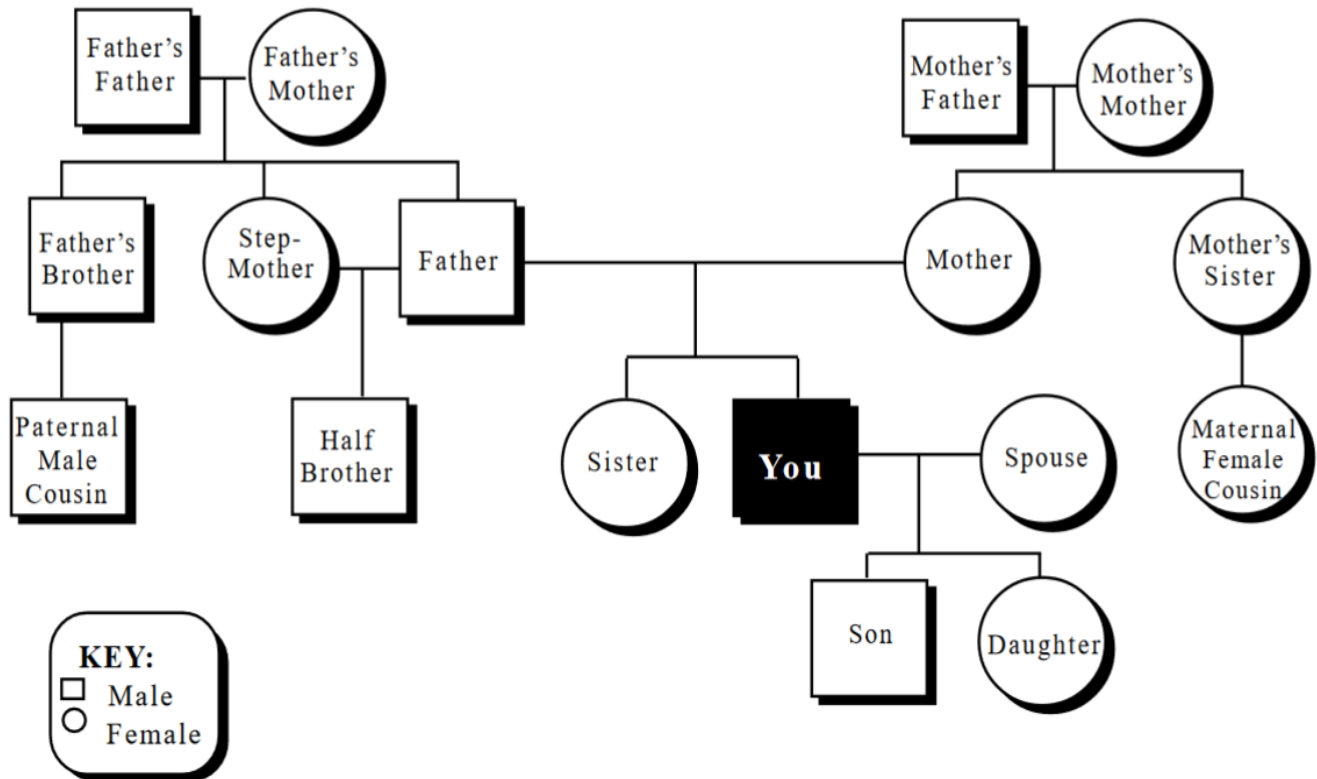 Father's
Father
Father's
Mother
Mother's
Father
Mother's
Mother
Father's
Brother
Step-
Mother
Father
Mother
Mother's
Sister
Paternal
Male
Cousin
Half
Brother
Sister
You
Spouse
Maternal
Female
Cousin
Son
Daughter
KEY:
Male
Female